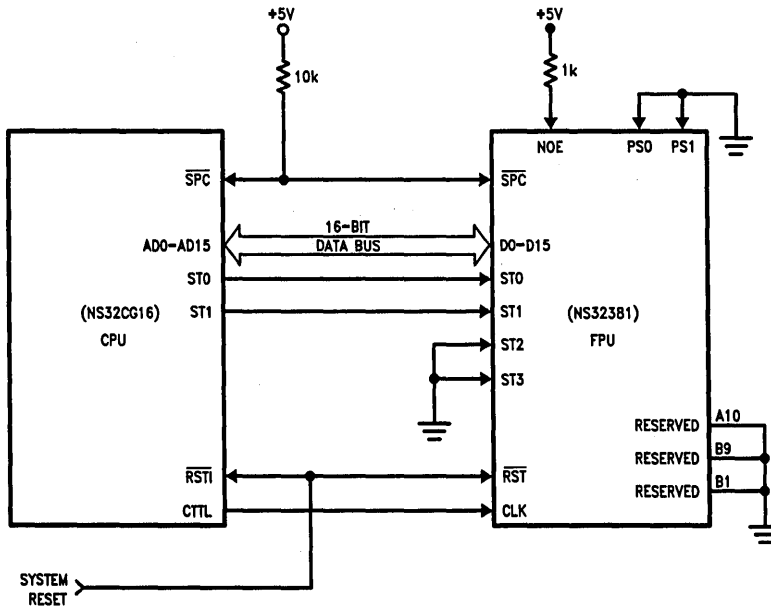 +5V
+5V
10k
1k
NOE
PS0
PS1
SPC
SPC
16-BIT
DATA BUS
AD0-AD15
D0-D15
ST0
ST0
ST1
ST1
(NS32CG16)
CPU
(NS32381)
FPU
ST2
ST3
RESERVED
A10
RESERVED
B9
RESERVED
B1
RSTI
RST
CTTL
CLK
SYSTEM
RESET